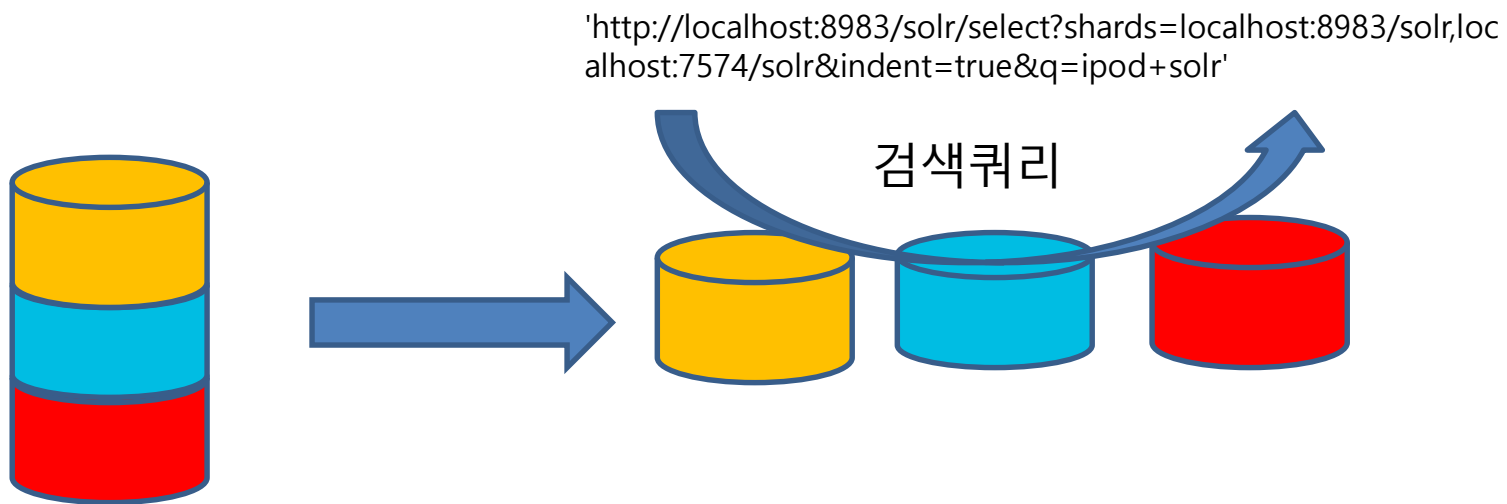 'http://localhost:8983/solr/select?shards=localhost:8983/solr,loc
alhost:7574/solr&indent=true&q=ipod+solr'
검색쿼리